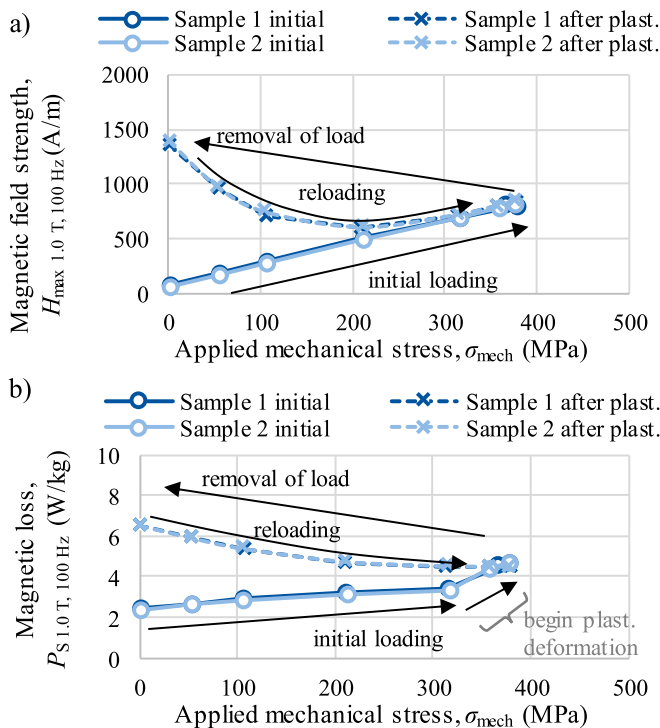 a)
Sample 1 initial
Sample 1 after plast.
Sample 2 initial
Sample 2 after plast.
Magnetic field strength,
H max 1.0 T, 100 Hz (A/m)
2000
1500
1000
500
0
removal of load
reloading
initial loading
0 100 200 300 400 500
Applied mechanical stress, σmech (MPa)
b)
Sample 1 initial
Sample 1 after plast.
Sample 2 initial
Sample 2 after plast.
Magnetic loss,
P S 1.0 T, 100 Hz (W/kg)
10
8
6
4
2
0
removal of load
reloading
initial loading
begin plast.
deformation
0 100 200 300 400 500
Applied mechanical stress, σmech (MPa)